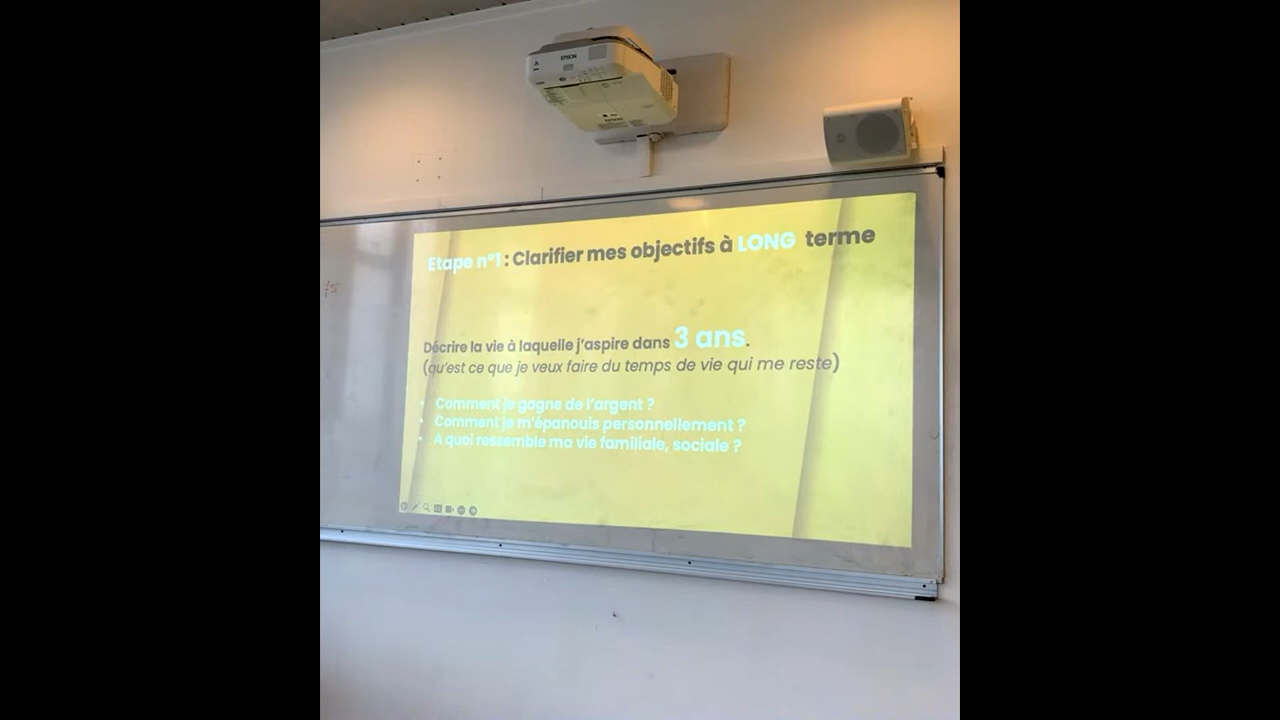 EPSON
EPSON
Etape n°1 : Clarifier mes objectifs à LONG terme
Décrire la vie à laquelle j'aspire dans 3 ans.
(qu'est ce que je veux faire du temps de vie qui me reste)
• Comment je gagne de l'argent ?
• Comment je m'épanouis personnellement ?
• A quoi ressemble ma vie familiale, sociale ?